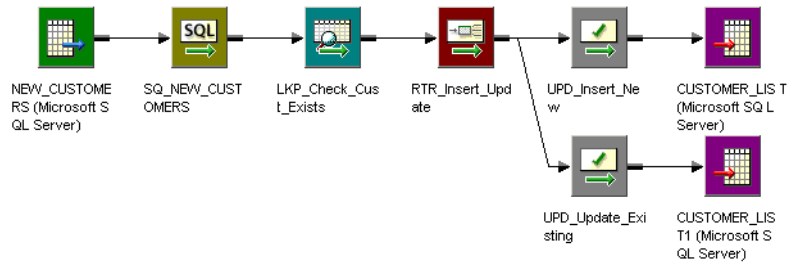 SQL
NEW_CUSTOME
RS (Microsoft S
QL Server)
SQ_NEW_CUST
OMERS
LKP_Check_Cus
t_Exists
RTR_Insert_Upd
ate
UPD_Insert_Ne
w
CUSTOMER_LIS T
(Microsoft SQ L
Server)
UPD_Update_Exi
sting
CUSTOMER_LIS
T1 (Microsoft S
QL Server)